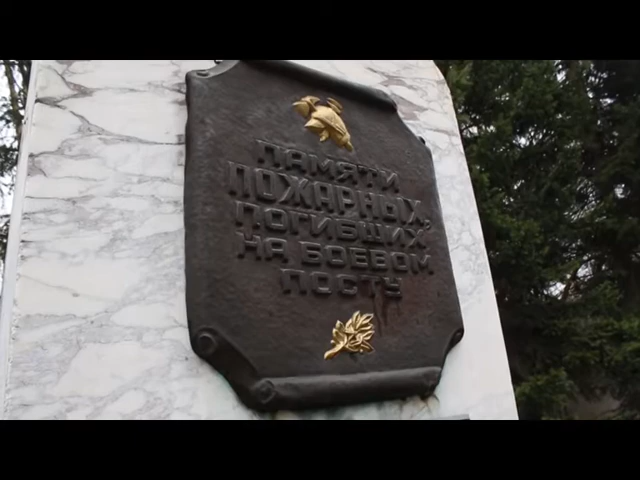 ПАМЯТИ
ПОЖАРНЫХ,
ПОГИБШИХ
НА БОЕВОМ
ПОСТУ